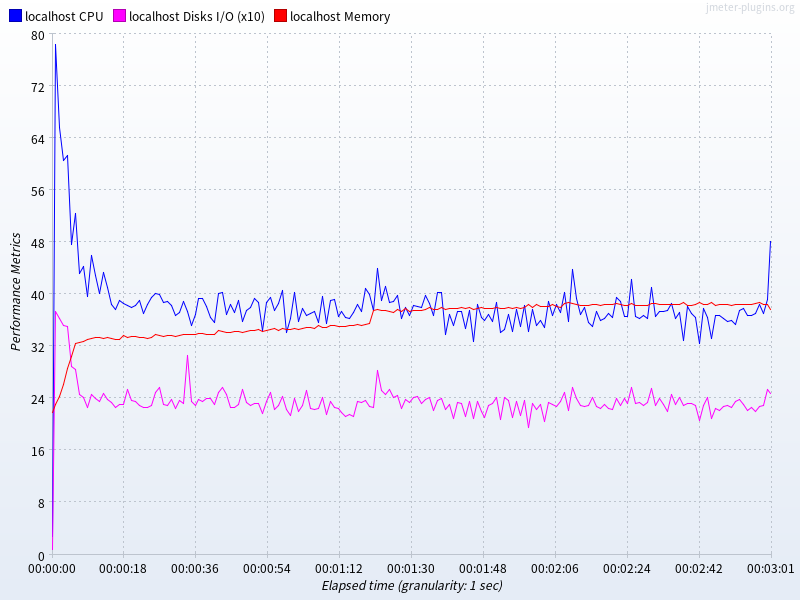 jmeter-plugins.org
localhost CPU localhost Disks I/O (x10) localhost Memory
80
72
64
56
48
40
32
24
16
8
0
Performance Metrics
00:00:00 00:00:18 00:00:36 00:00:54 00:01:12 00:01:30 00:01:48 00:02:06 00:02:24 00:02:42 00:03:01
Elapsed time (granularity: 1 sec)